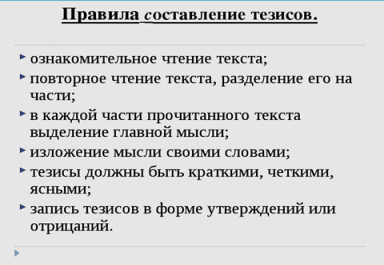 Правила составление тезисов.
ознакомительное чтение текста;
повторное чтение текста, разделение его на
части;
в каждой части прочитанного текста
выделение главной мысли;
изложение мысли своими словами;
тезисы должны быть краткими, четкими,
ясными;
запись тезисов в форме утверждений или
отрицаний.